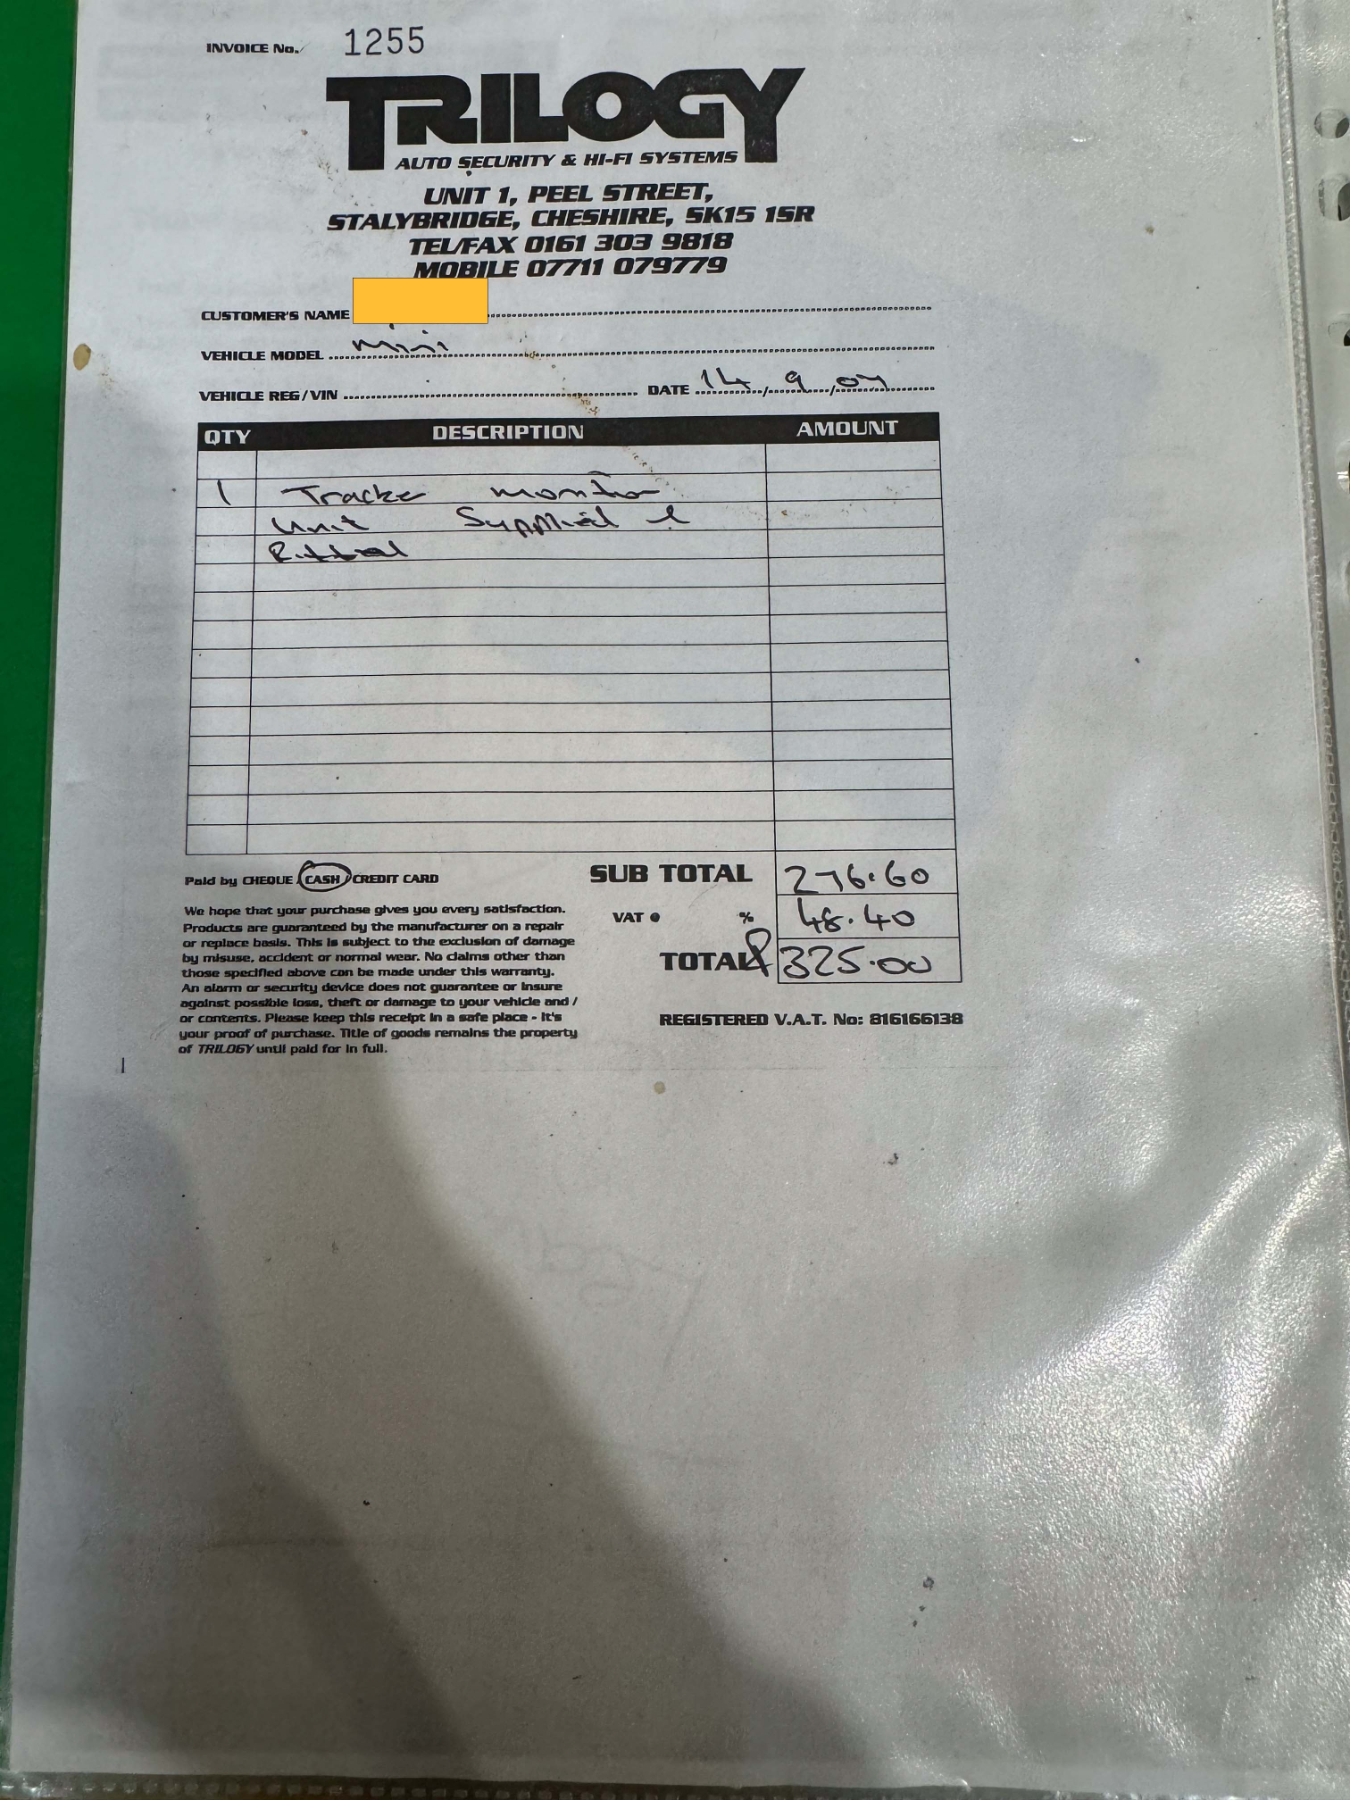 INVOICE No. 1255
TRILOGY
AUTO SECURITY & HI-FI SYSTEMS
UNIT 1, PEEL STREET,
STALYBRIDGE, CHESHIRE, SK15 1SR
TEL/FAX 0161 303 9818
MOBILE 07711 079779
CUSTOMER'S NAME
VEHICLE MODEL Mini
VEHICLE REG/VIN DATE 14/9/04
QTY DESCRIPTION AMOUNT
1 Tracker monitor
Unit Supplied &
Paid by CHEQUE/CASH/CREDIT CARD
We hope that your purchase gives you every satisfaction.
Products are guaranteed by the manufacturer on a repair
or replace basis. This is subject to the exclusion of damage
by misuse, accident or normal wear. No claims other than
those specified above can be made under this warranty.
An alarm or security device does not guarantee or insure
against possible loss, theft or damage to your vehicle and /
or contents. Please keep this receipt in a safe place - it's
your proof of purchase. Title of goods remains the property
of TRILOGY until paid for in full.
SUB TOTAL 276.60
VAT @ % 48.40
TOTAL £ 325.00
REGISTERED V.A.T. No: 816166138